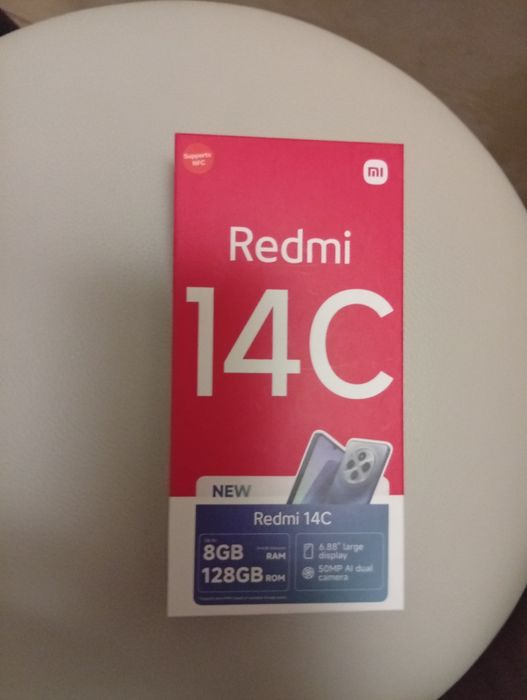 Supports
NFC
mi
Redmi
14C
NEW
Redmi 14C
8GB
RAM
128GB ROM
6.88" large
display
50MP AI dual
camera